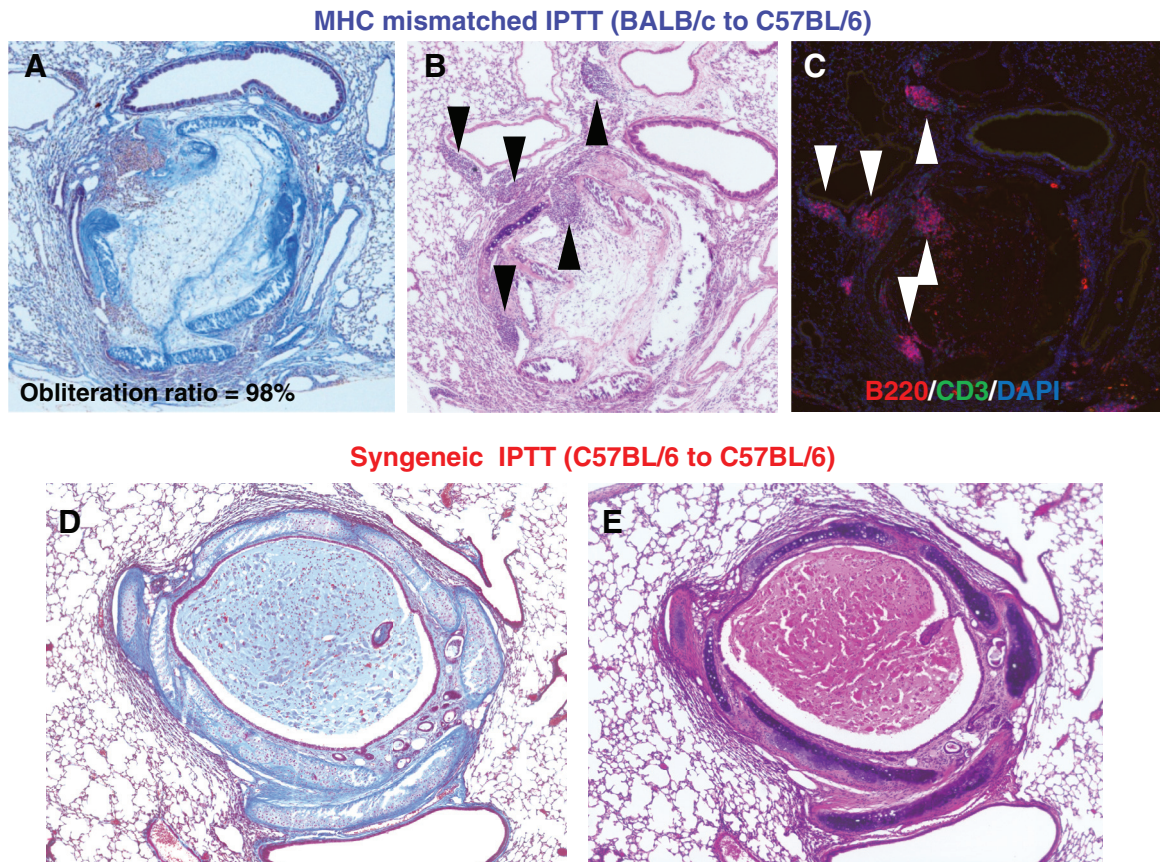 MHC mismatched IPTT (BALB/c to C57BL/6)
A
B
C
Obliteration ratio = 98%
B220/CD3/DAPI
Syngeneic IPTT (C57BL/6 to C57BL/6)
D
E